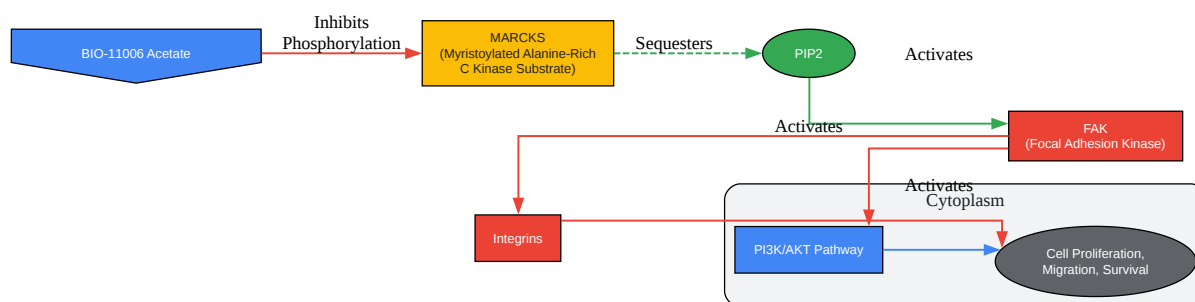 Inhibits
Phosphorylation
BIO-11006 Acetate
MARCKS
(Myristoylated Alanine-Rich
C Kinase Substrate)
Sequesters
PIP2
Activates
Activates
FAK
(Focal Adhesion Kinase)
Activates
Cytoplasm
Integrins
PI3K/AKT Pathway
Cell Proliferation,
Migration, Survival